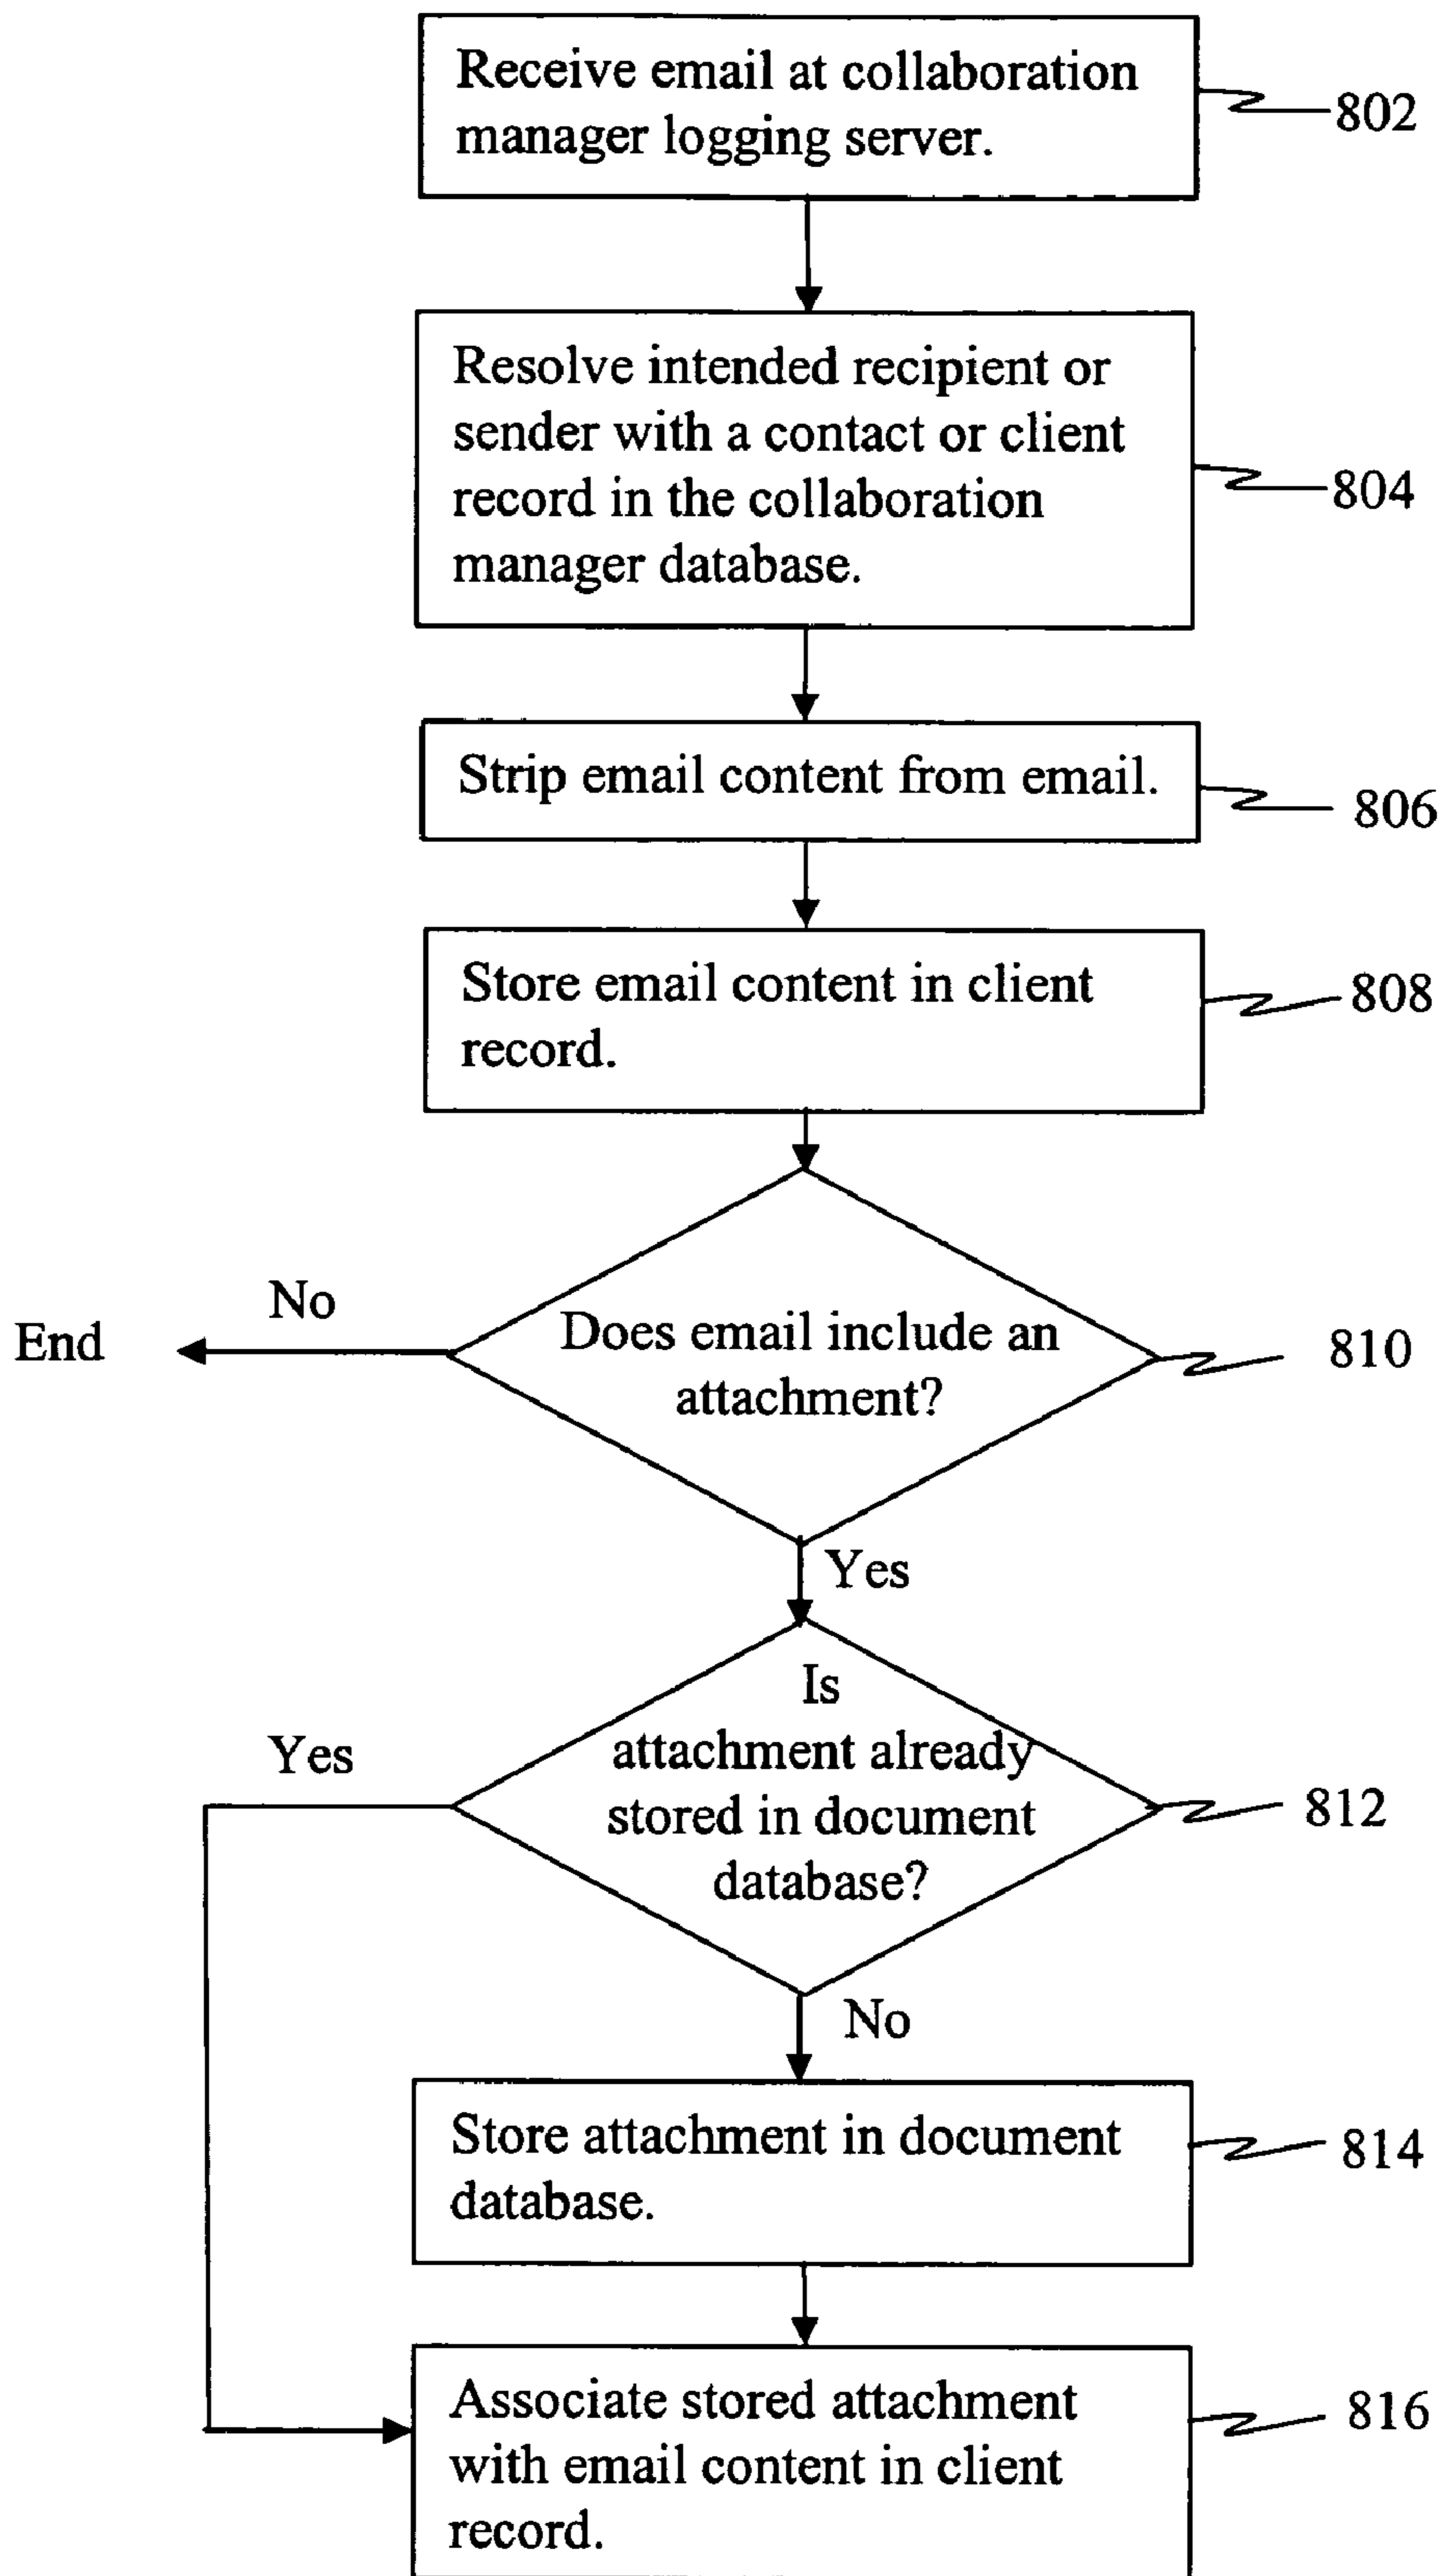 Receive email at collaboration
manager logging server.
802
Resolve intended recipient or
sender with a contact or client
record in the collaboration
manager database.
804
Strip email content from email.
806
Store email content in client
record.
808
No
End
Does email include an
attachment?
810
Yes
Is
attachment already
stored in document
database?
Yes
812
No
Store attachment in document
database.
814
Associate stored attachment
with email content in client
record.
816